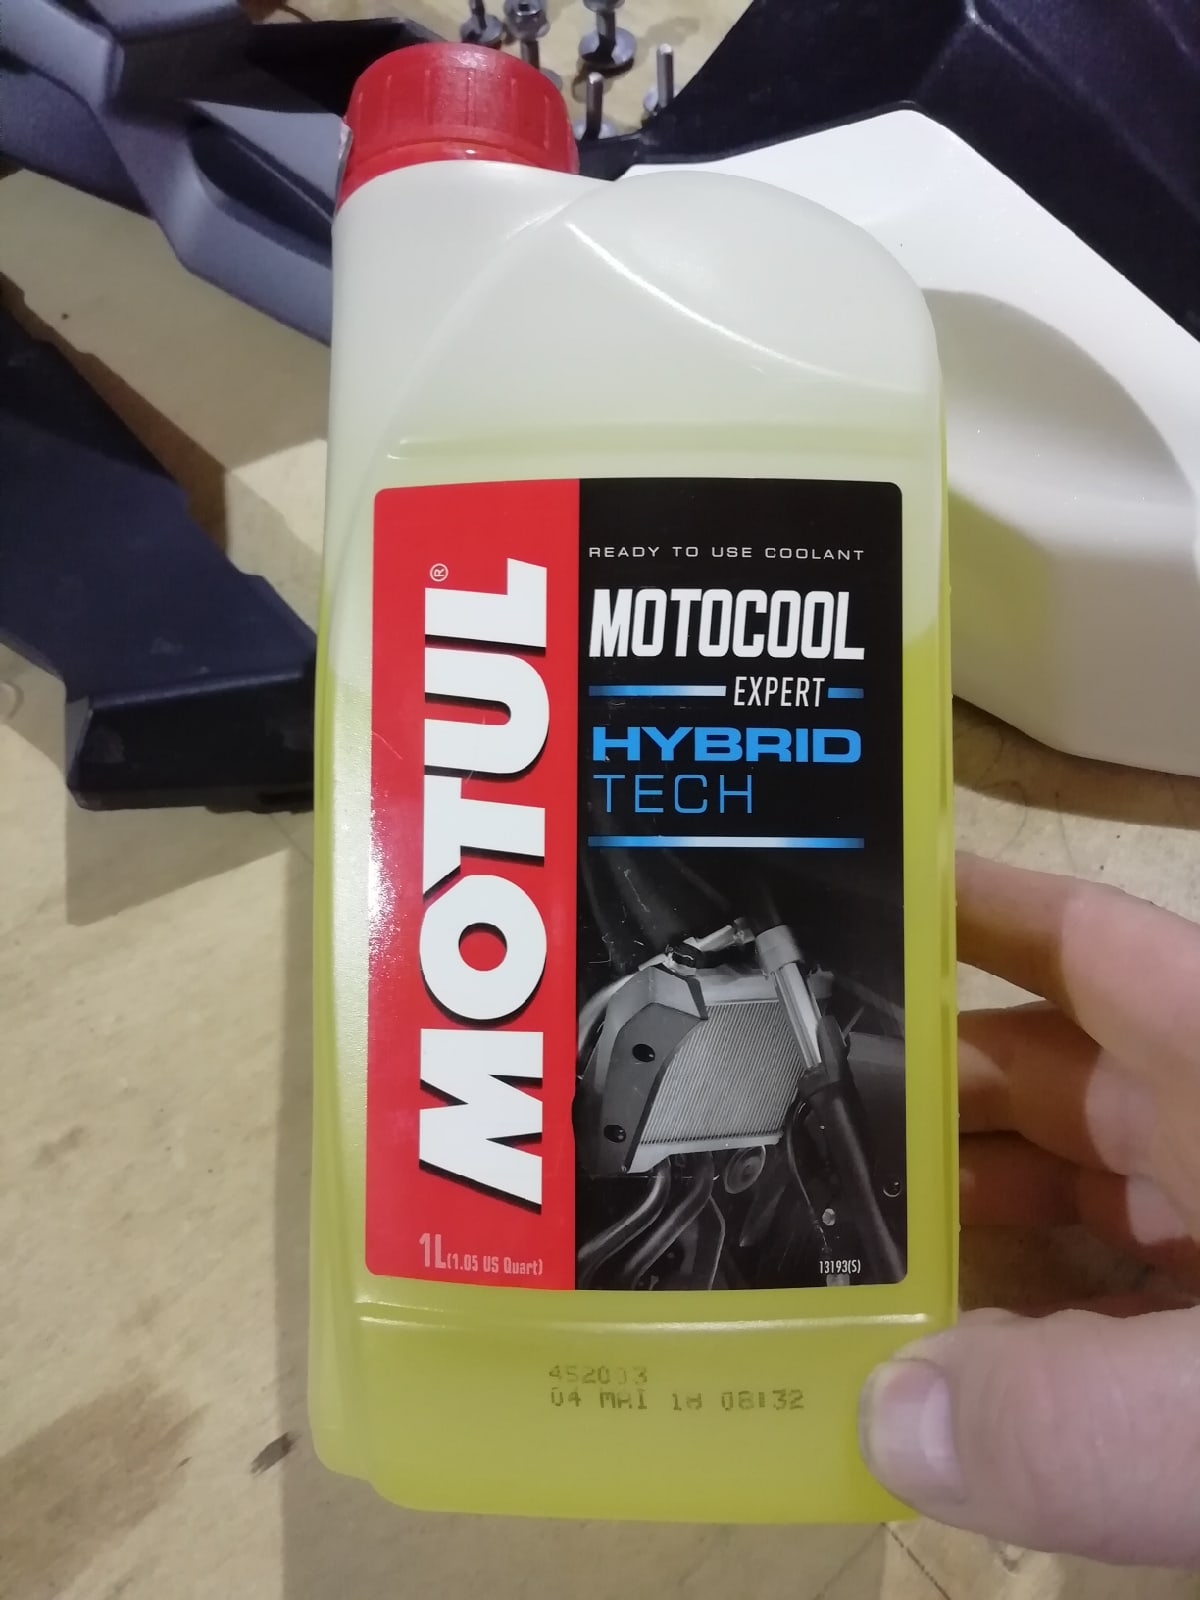 MOTUL®
READY TO USE COOLANT
MOTOCOOL
EXPERT
HYBRID
TECH
1L(1.05 US Quart)
13193(S)
04 MAI 18 08:32